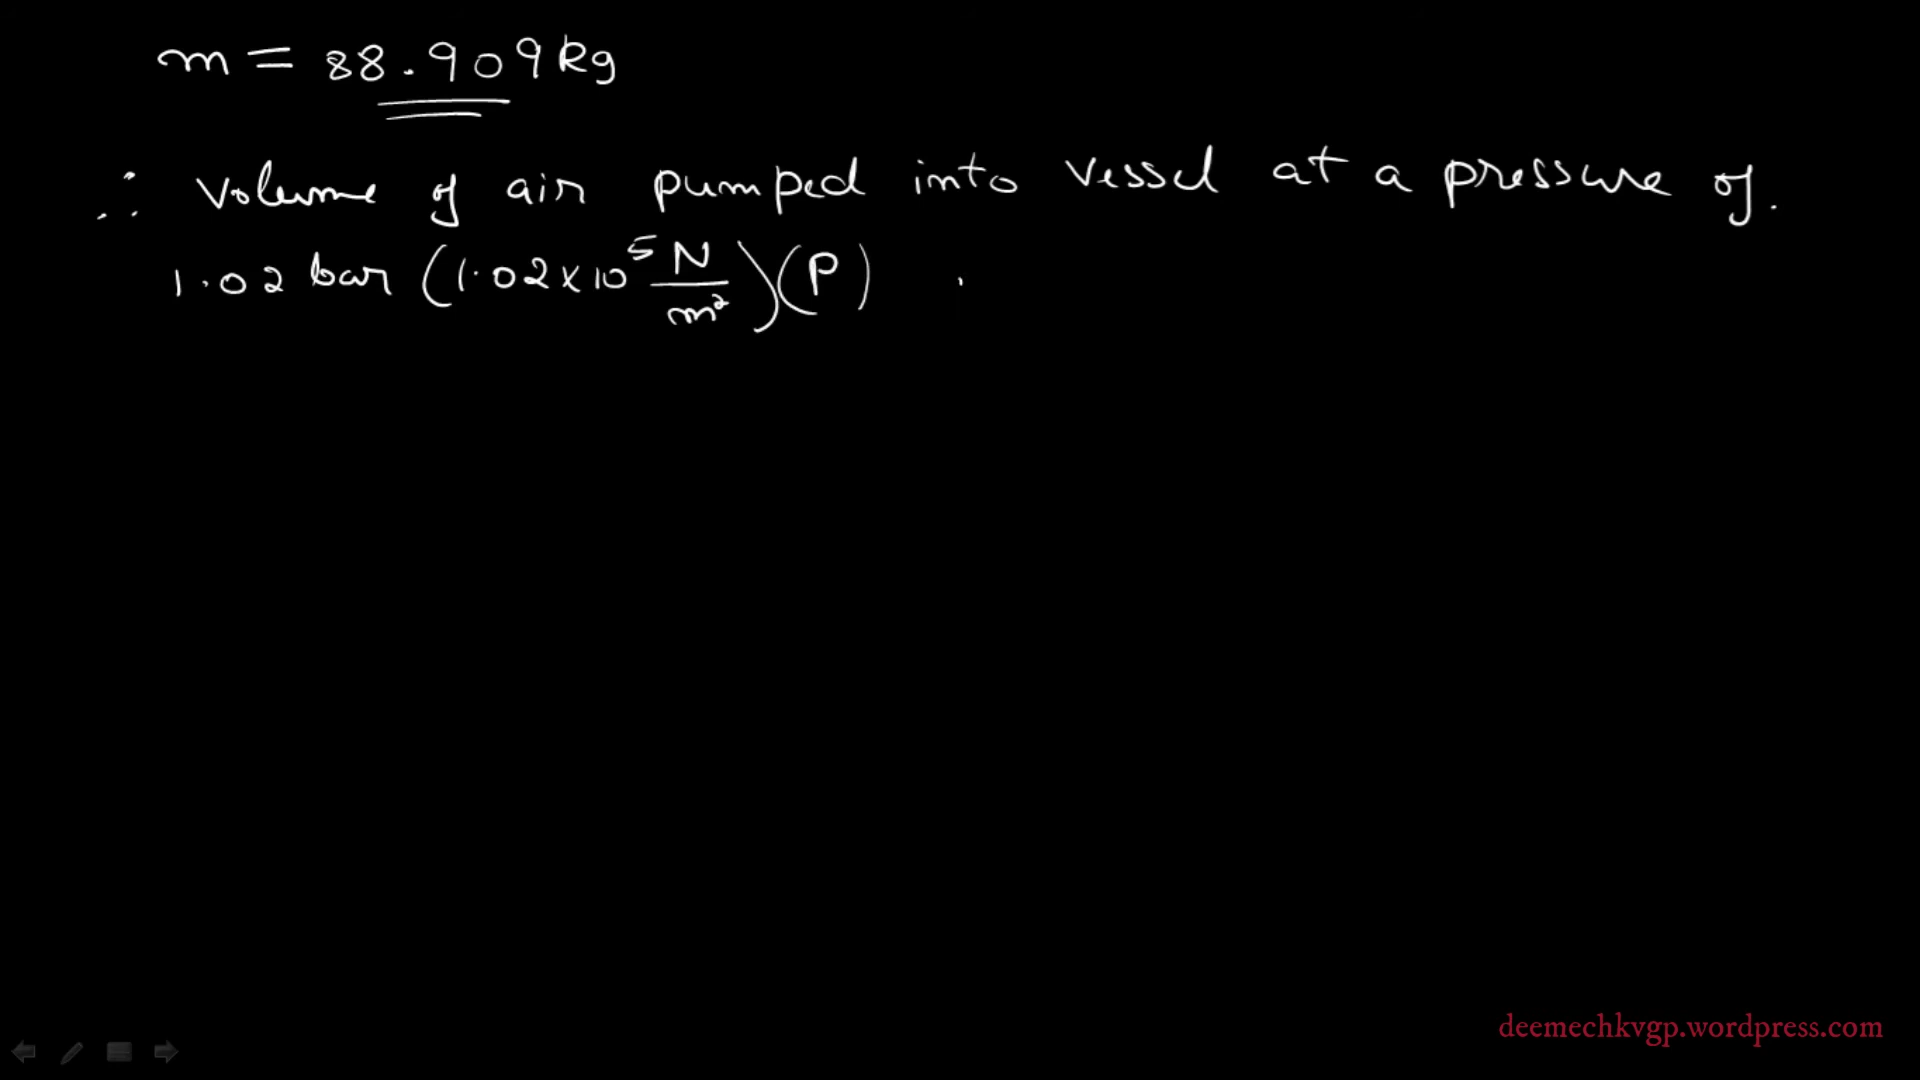 m = 88.909 kg
∴ Volume of air pumped into vessel at a pressure of.
1.02 bar (1.02 × 10⁵ N/m²) (P)
deemechkvgp.wordpress.com